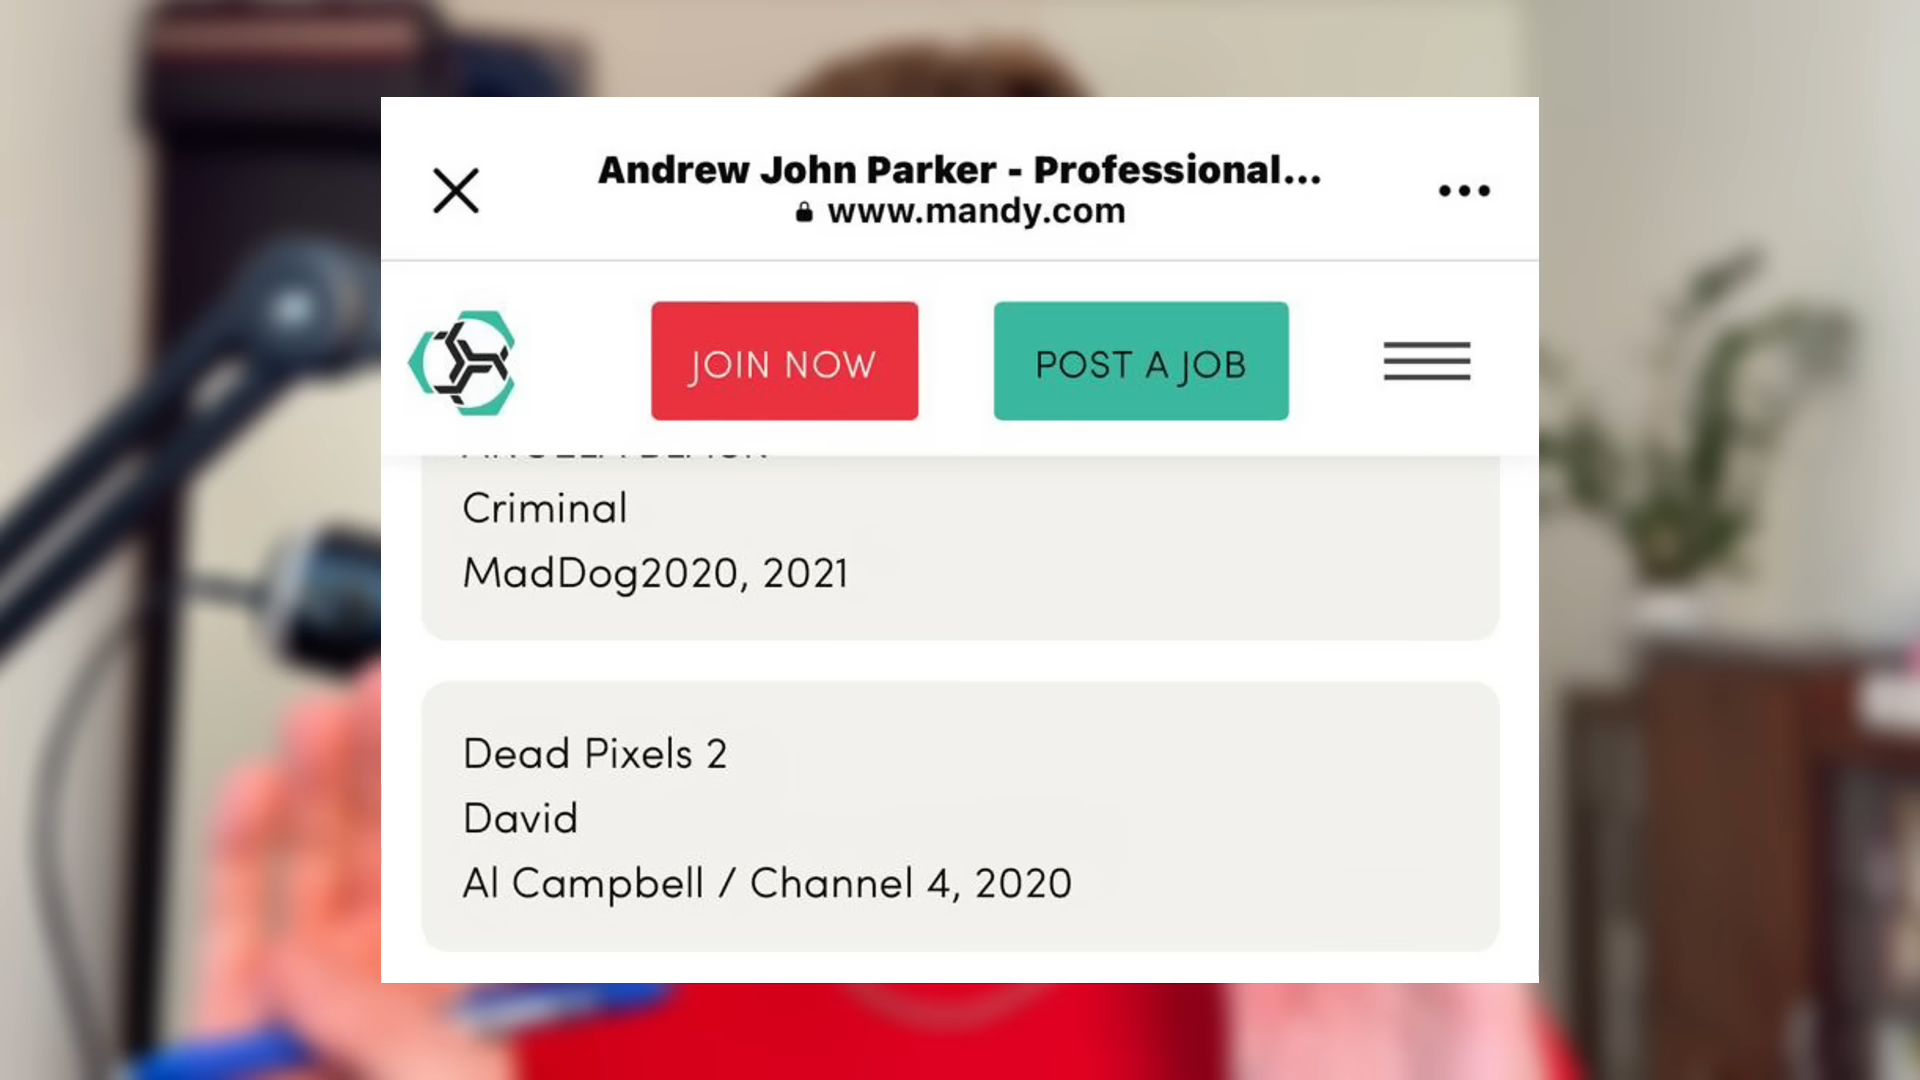 Andrew John Parker - Professional...
www.mandy.com
JOIN NOW
POST A JOB
Criminal
MadDog2020, 2021
Dead Pixels 2
David
Al Campbell / Channel 4, 2020